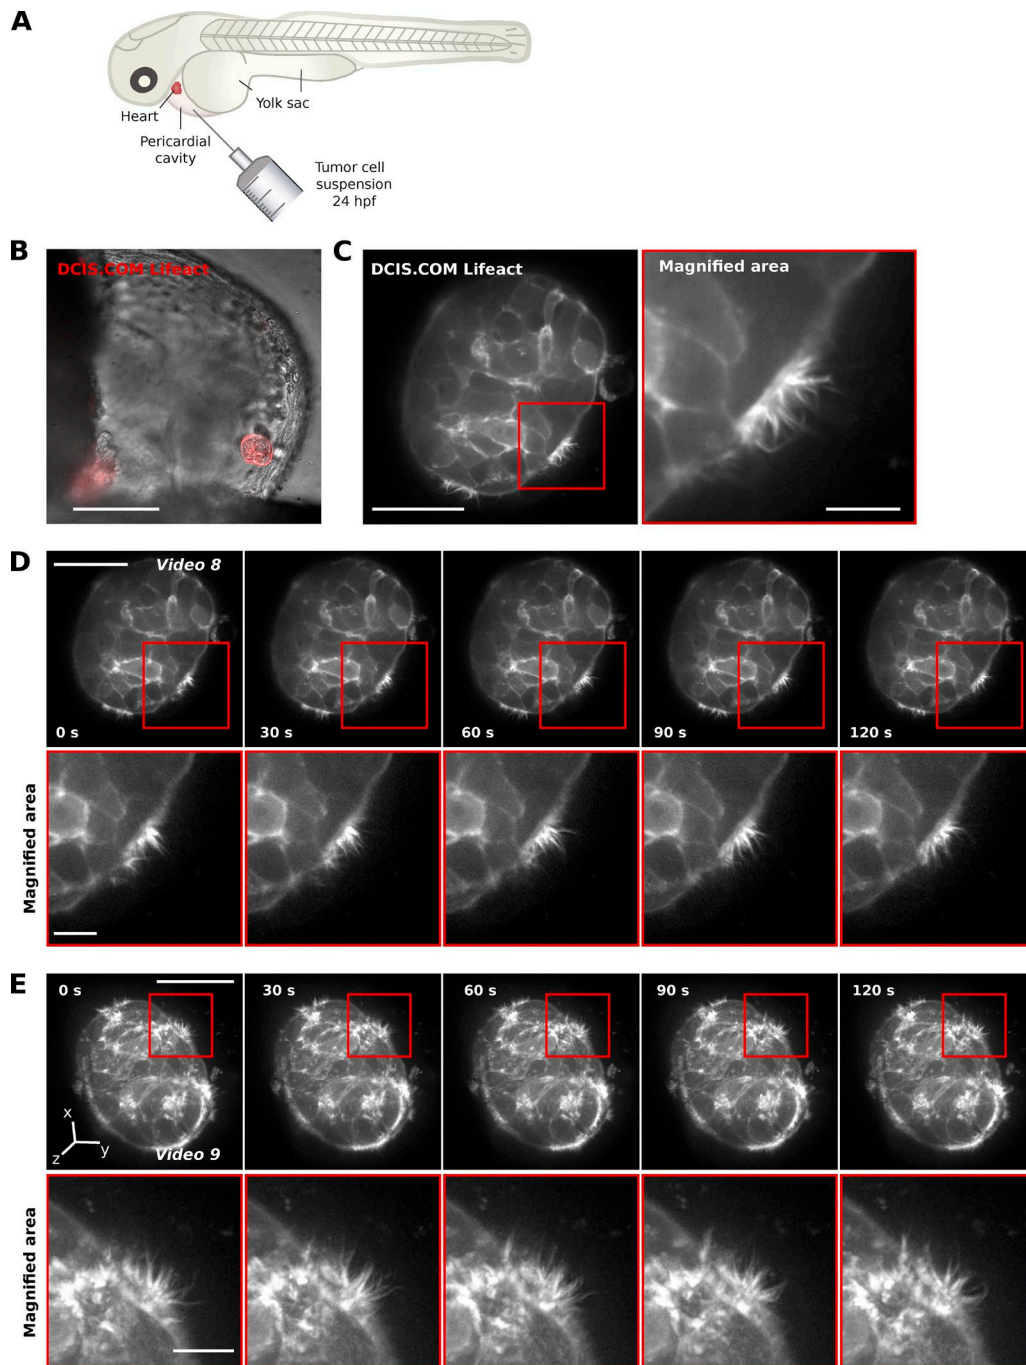 A
Heart
Yolk sac
Pericardial
cavity
Tumor cell
suspension
24 hpf
B
DCIS.COM Lifeact
C
DCIS.COM Lifeact
Magnified area
D
Video 8
0 s
30 s
60 s
90 s
120 s
Magnified area
E
0 s
30 s
60 s
90 s
120 s
x
y
z
Video 9
Magnified area